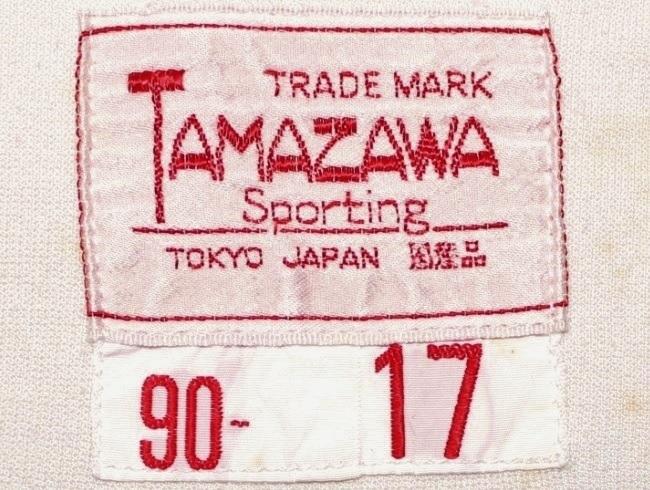 TRADE MARK
TAMAZAWA
Sporting
TOKYO JAPAN 国産品
90- 17